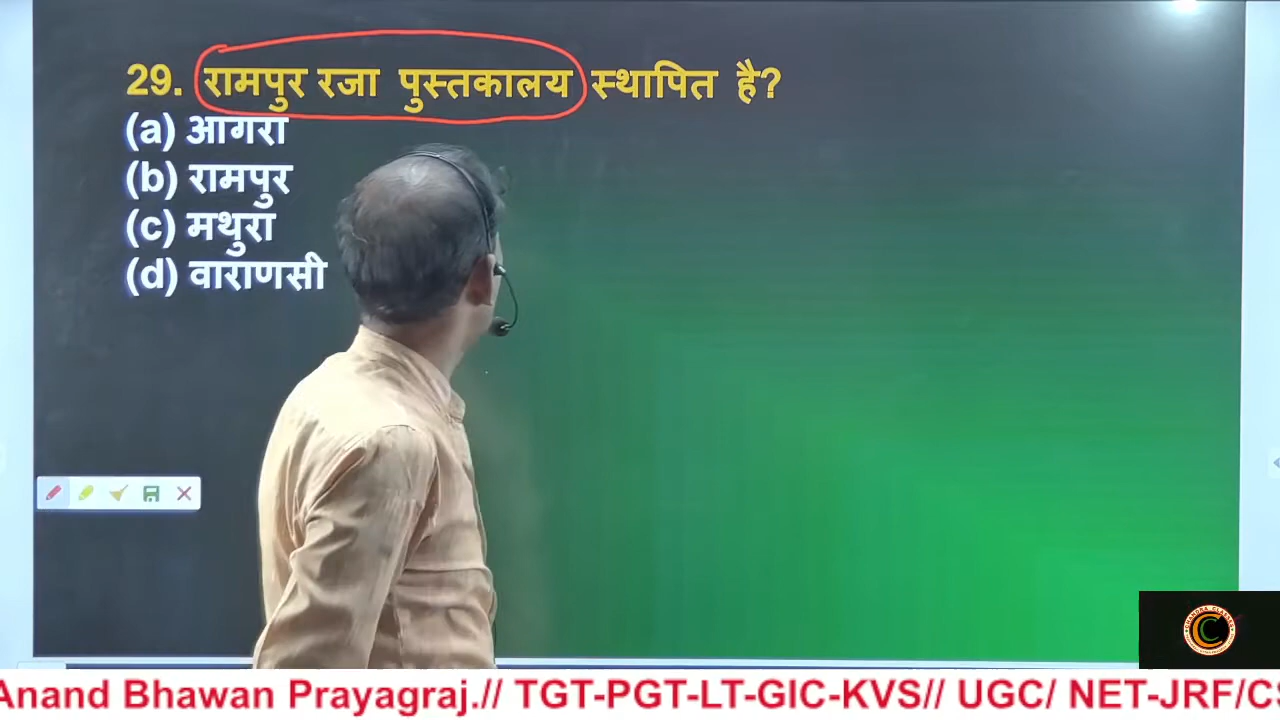 29. रामपुर रजा पुस्तकालय स्थापित है?
(a) आगरा
(b) रामपुर
(c) मथुरा
(d) वाराणसी
Anand Bhawan Prayagraj.// TGT-PGT-LT-GIC-KVS// UGC/ NET-JRF/CS